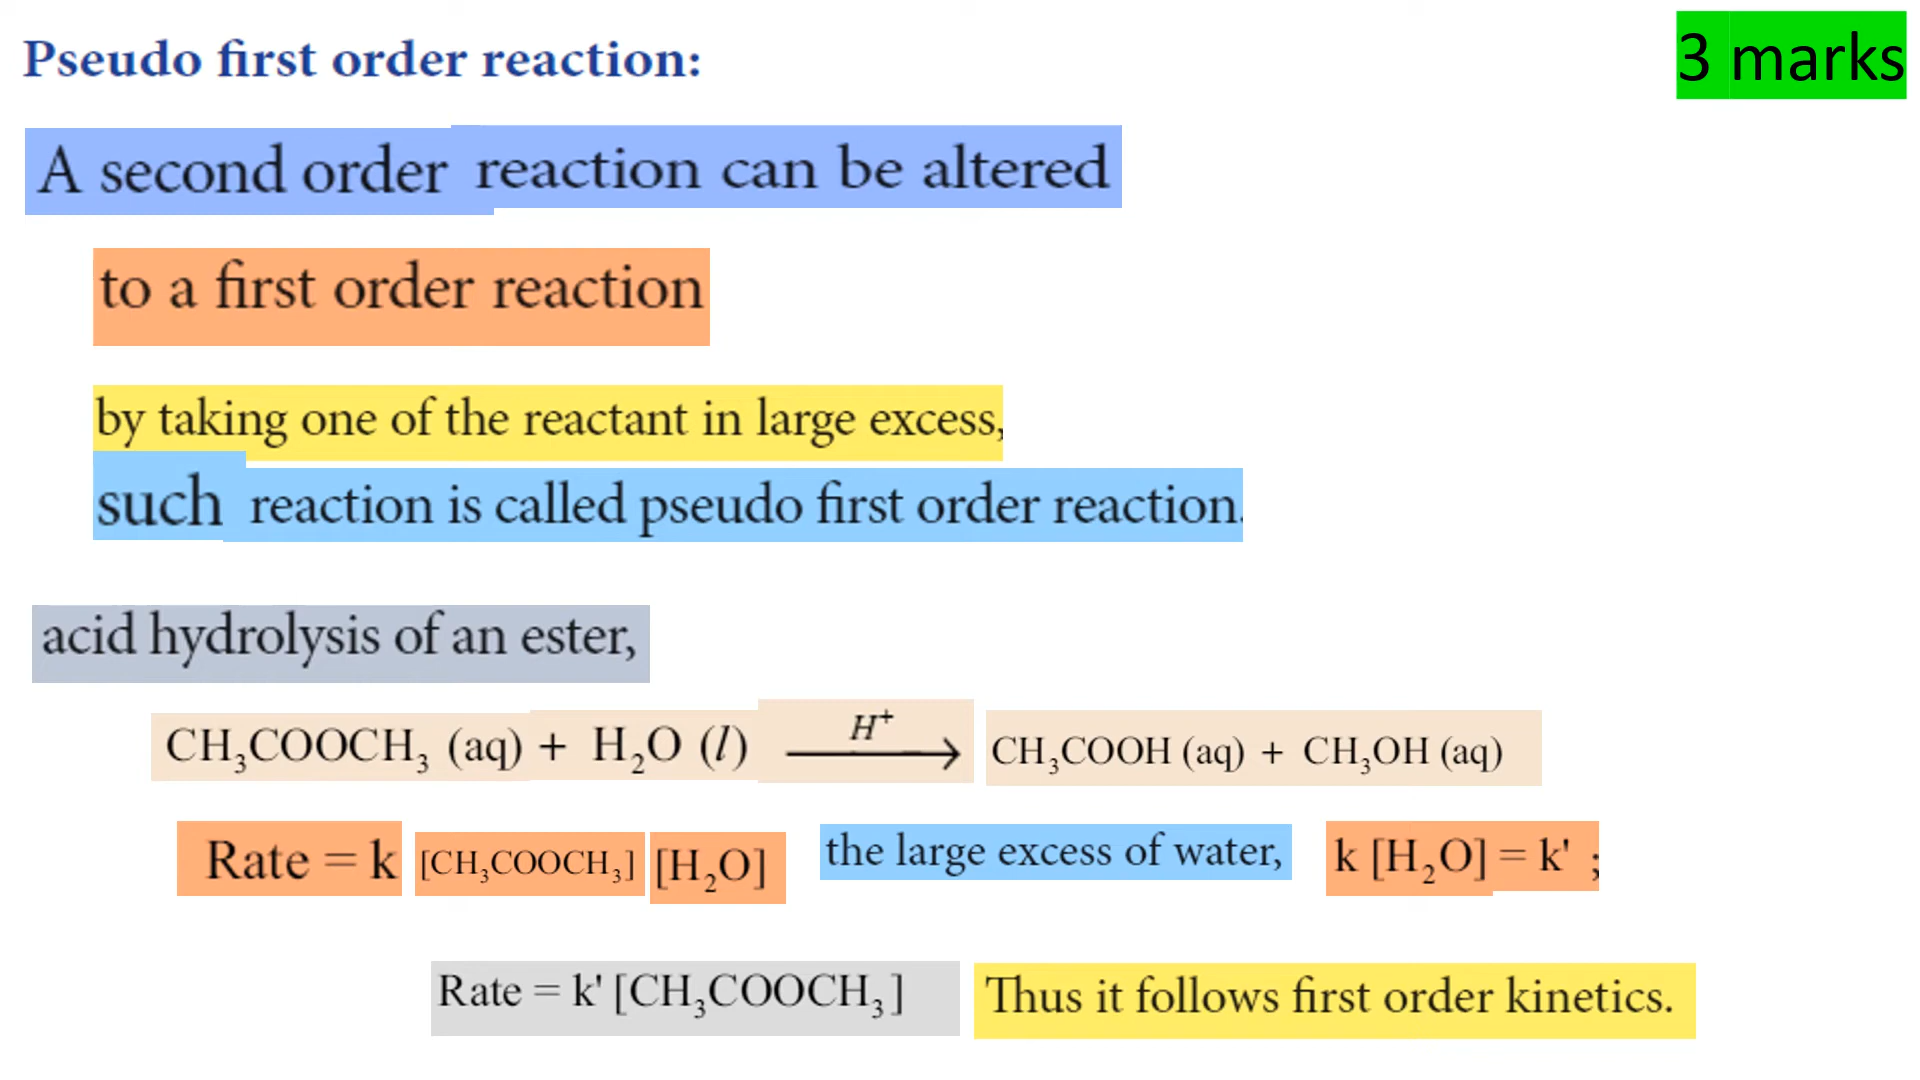 Pseudo first order reaction:
3 marks
A second order reaction can be altered
to a first order reaction
by taking one of the reactant in large excess,
such reaction is called pseudo first order reaction.
acid hydrolysis of an ester,
CH₃COOCH₃ (aq) + H₂O (l) —H⁺→ CH₃COOH (aq) + CH₃OH (aq)
Rate = k [CH₃COOCH₃] [H₂O] the large excess of water, k [H₂O] = k' ;
Rate = k' [CH₃COOCH₃] Thus it follows first order kinetics.